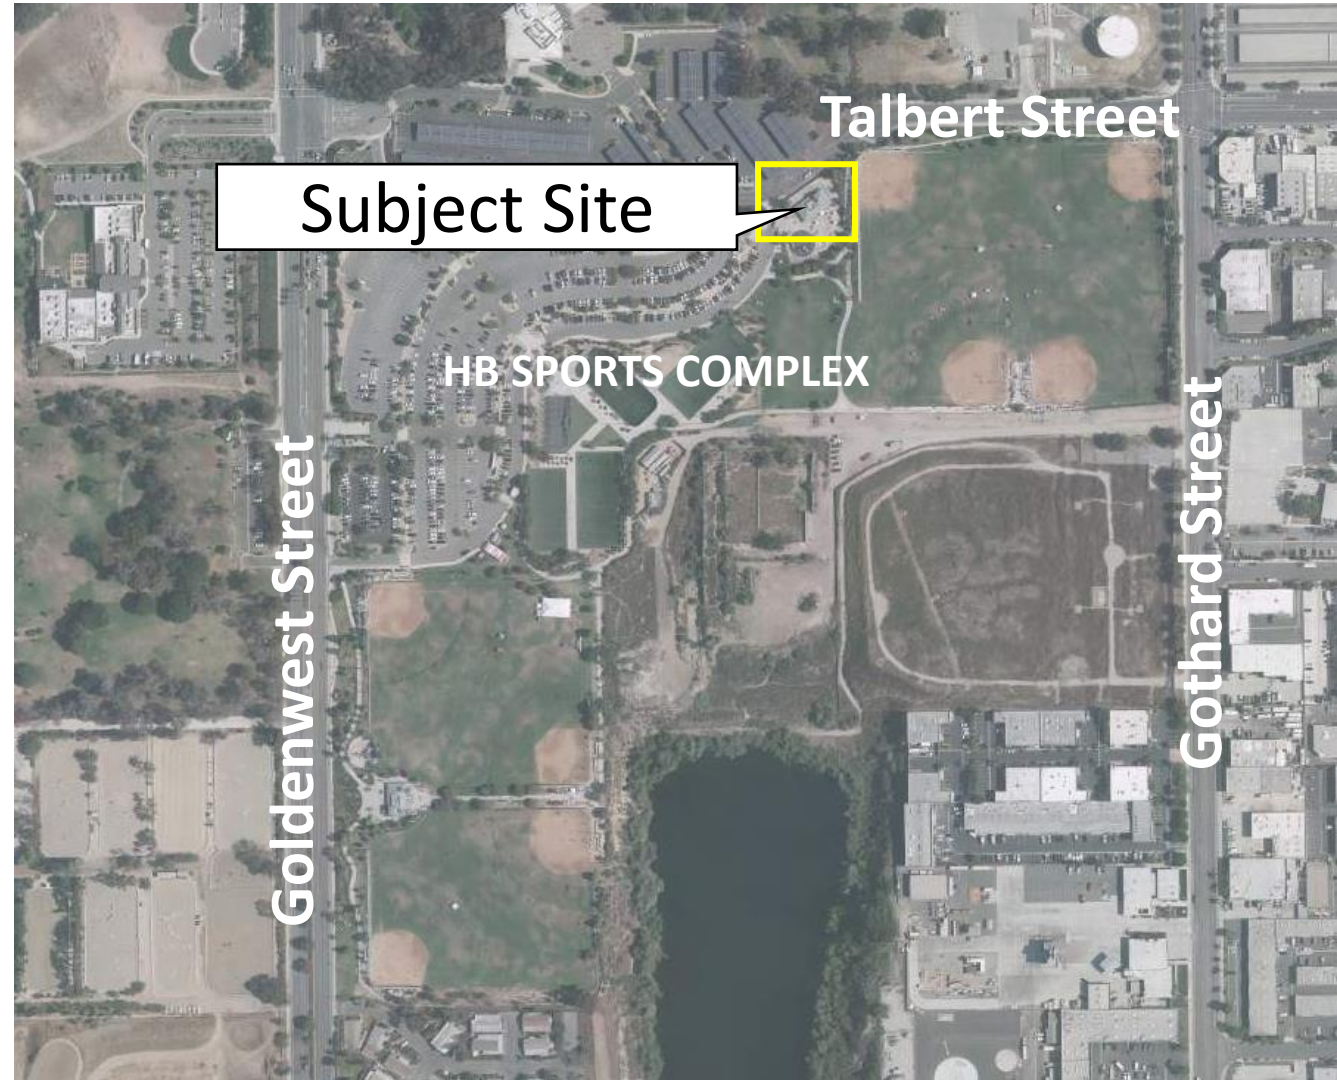 Talbert Street
Subject Site
HB SPORTS COMPLEX
Goldenwest Street
Gothard Street